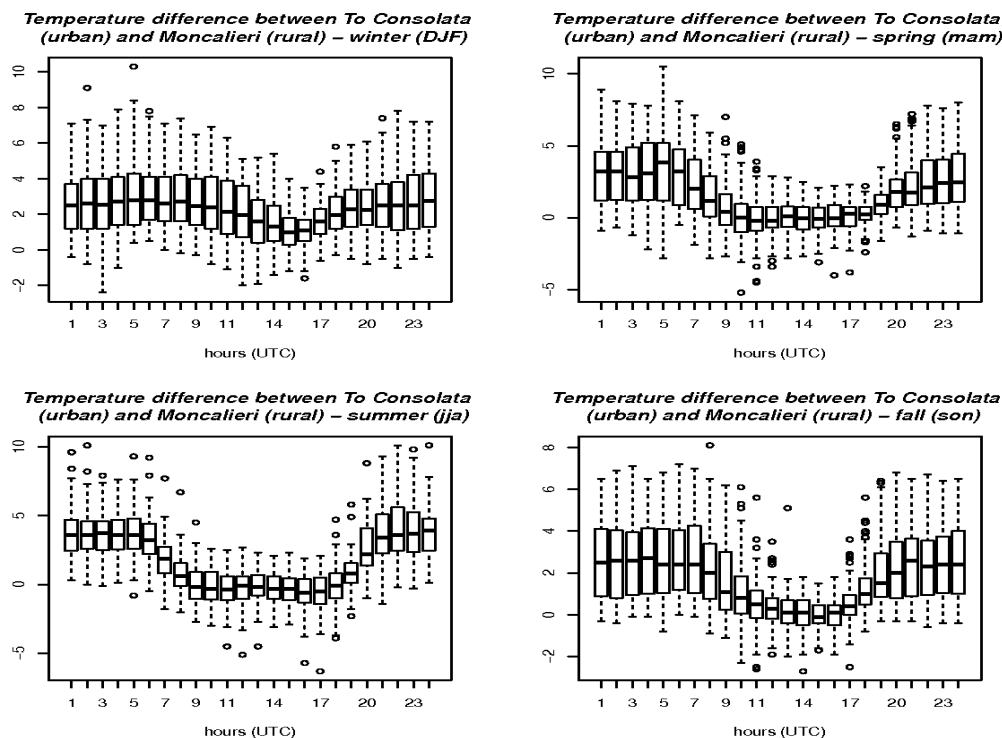 Temperature difference between To Consolata
(urban) and Moncalieri (rural) – winter (DJF)
10
8
6
4
2
0
−2
1 3 5 7 9 11 14 17 20 23
hours (UTC)
Temperature difference between To Consolata
(urban) and Moncalieri (rural) – spring (mam)
10
5
0
−5
1 3 5 7 9 11 14 17 20 23
hours (UTC)
Temperature difference between To Consolata
(urban) and Moncalieri (rural) – summer (jja)
10
5
0
−5
1 3 5 7 9 11 14 17 20 23
hours (UTC)
Temperature difference between To Consolata
(urban) and Moncalieri (rural) – fall (son)
8
6
4
2
0
−2
1 3 5 7 9 11 14 17 20 23
hours (UTC)